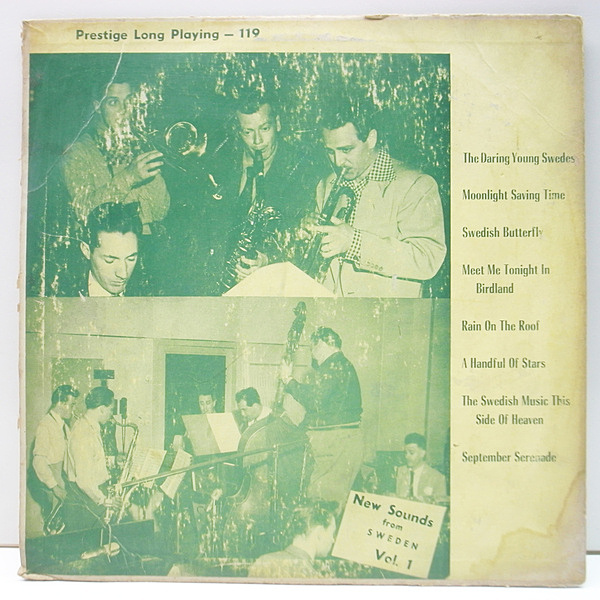 Prestige Long Playing – 119
The Daring Young Swedes
Moonlight Saving Time
Swedish Butterfly
Meet Me Tonight In
Birdland
Rain On The Roof
A Handful Of Stars
The Swedish Music This
Side Of Heaven
September Serenade
New Sounds
from
SWEDEN
Vol. 1